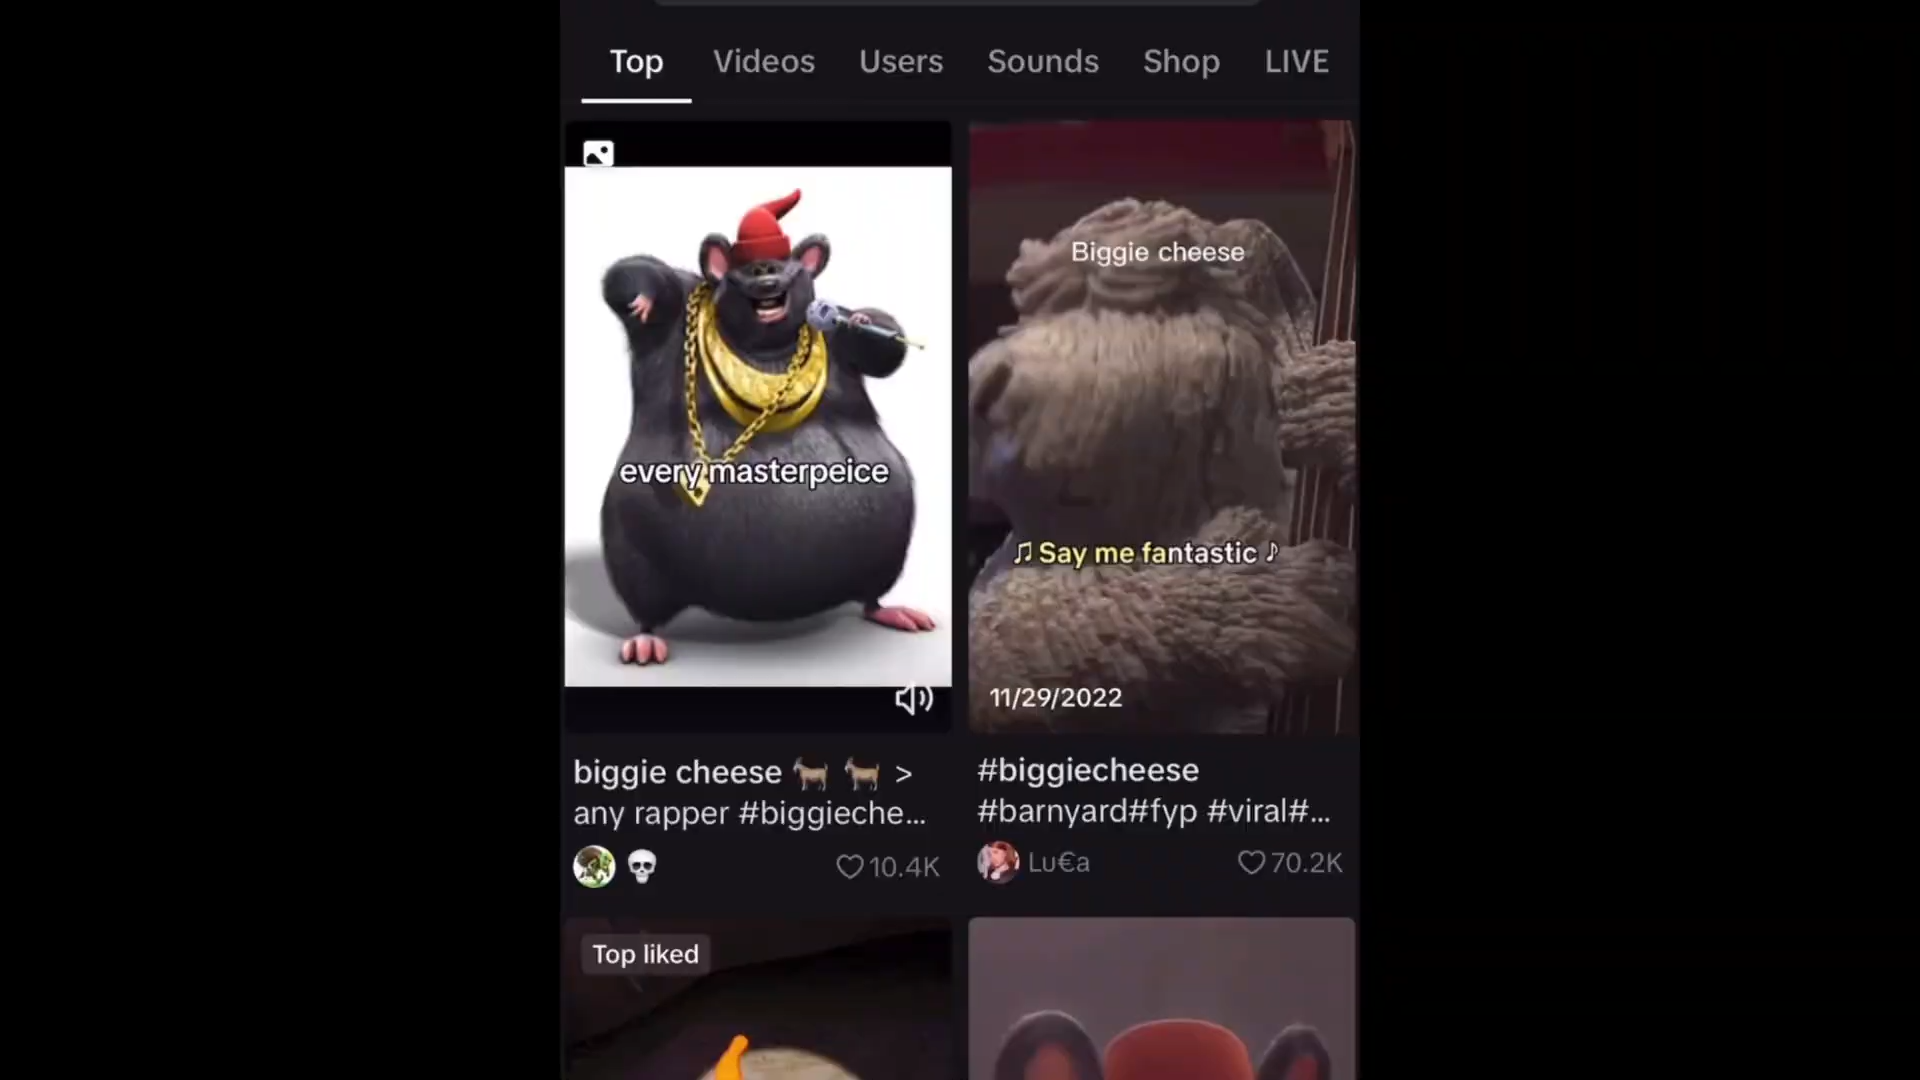 Top Videos Users Sounds Shop LIVE
every masterpeice
biggie cheese 🐐 🐐 >
any rapper #biggieche...
💀 10.4K
Biggie cheese
♫ Say me fantastic ♪
11/29/2022
#biggiecheese
#barnyard#fyp #viral#...
Lu€a 70.2K
Top liked